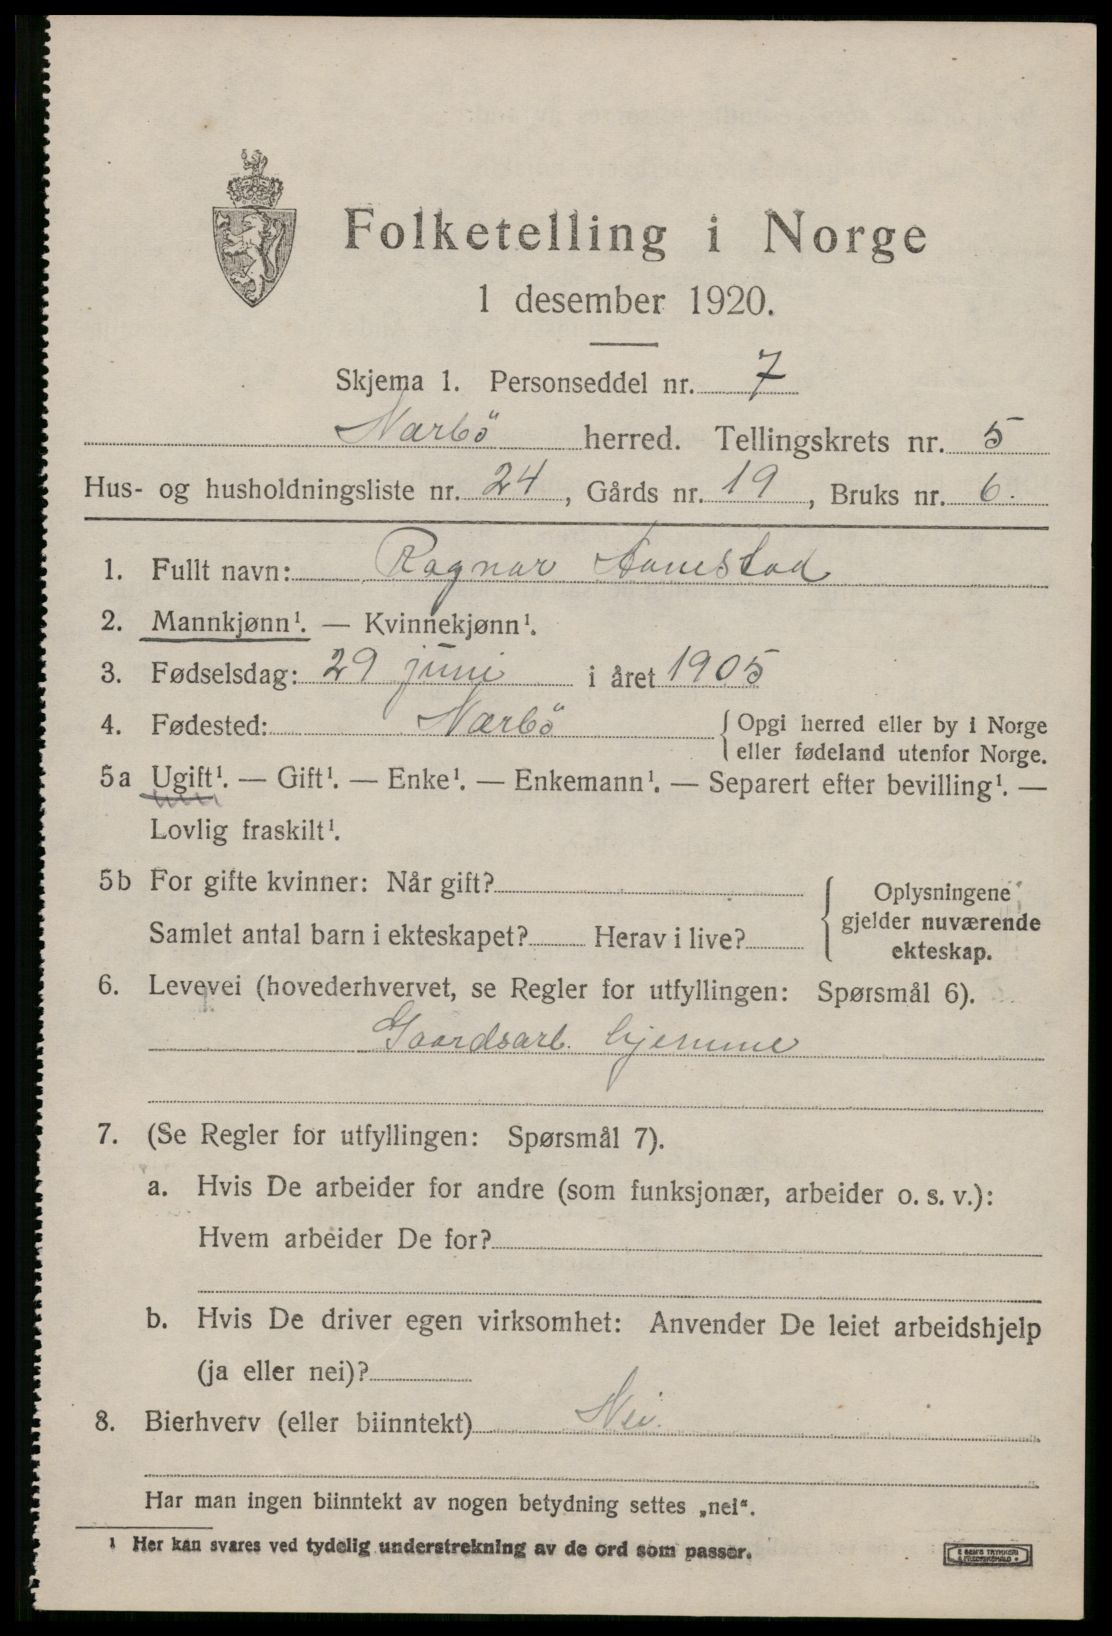 Folketelling i Norge
1 desember 1920.
Skjema 1. Personseddel nr. 7
Nærbö herred. Tellingskrets nr. 5
Hus- og husholdningsliste nr. 24, Gårds nr. 19, Bruks nr. 6.
1. Fullt navn: Ragnar Aanestad
2. Mannkjønn¹. — Kvinnekjønn¹.
3. Fødselsdag: 29 juni i året 1905
4. Fødested: Nærbö { Opgi herred eller by i Norge
eller fødeland utenfor Norge.
5a Ugift¹. — Gift¹. — Enke¹. — Enkemann¹. — Separert efter bevilling¹. —
Lovlig fraskilt¹.
5b For gifte kvinner: Når gift? { Oplysningene
gjelder nuværende
Samlet antal barn i ekteskapet? Herav i live?
ekteskap.
6. Levevei (hovederhvervet, se Regler for utfyllingen: Spørsmål 6).
Gaardsarb. hjemme
7. (Se Regler for utfyllingen: Spørsmål 7).
a. Hvis De arbeider for andre (som funksjonær, arbeider o. s. v.):
Hvem arbeider De for?
b. Hvis De driver egen virksomhet: Anvender De leiet arbeidshjelp
(ja eller nei)?
8. Bierhverv (eller biinntekt) Nei.
Har man ingen biinntekt av nogen betydning settes „nei“.
¹ Her kan svares ved tydelig understrekning av de ord som passer.